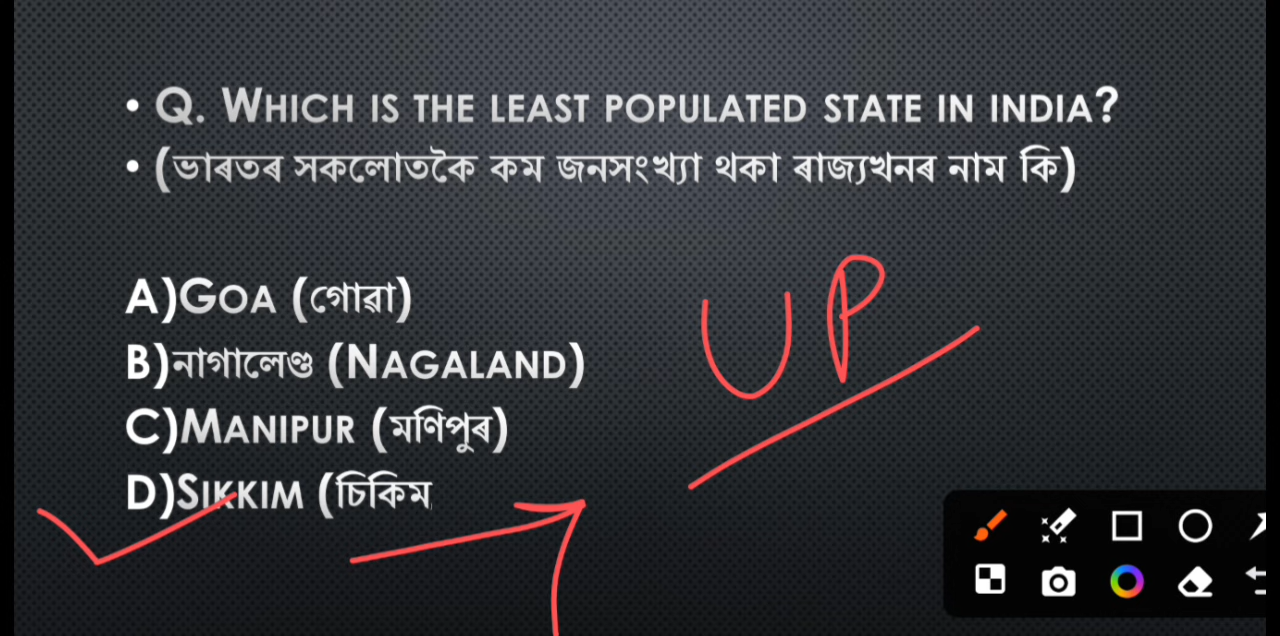 • Q. WHICH IS THE LEAST POPULATED STATE IN INDIA?
• (ভাৰতৰ সকলোতকৈ কম জনসংখ্যা থকা ৰাজ্যখনৰ নাম কি)
A)GOA (গোৱা)
B)নাগালেণ্ড (NAGALAND)
C)MANIPUR (মণিপুৰ)
D)SIKKIM (চিকিম
UP